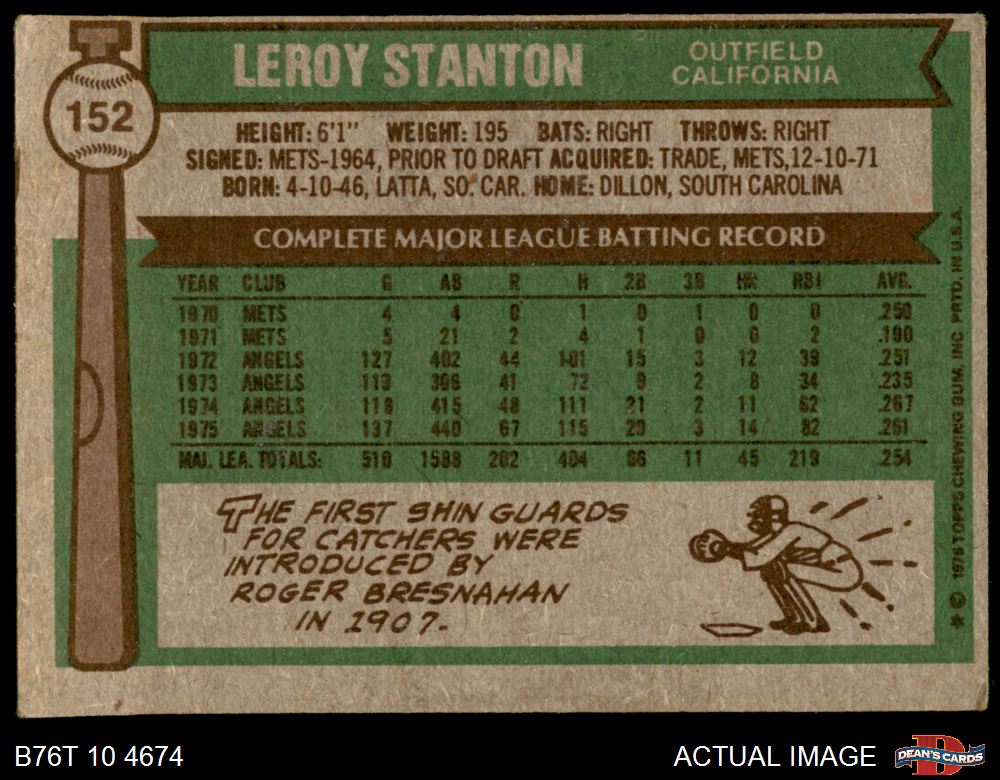 152
LEROY STANTON
OUTFIELD
CALIFORNIA
HEIGHT: 6'1" WEIGHT: 195 BATS: RIGHT THROWS: RIGHT
SIGNED: METS-1964, PRIOR TO DRAFT ACQUIRED: TRADE, METS,12-10-71
BORN: 4-10-46, LATTA, SO. CAR. HOME: DILLON, SOUTH CAROLINA
COMPLETE MAJOR LEAGUE BATTING RECORD
YEAR CLUB G AB R H 2B 3B HR RBI AVG.
1970 METS 4 4 0 1 0 1 0 0 .250
1971 METS 5 21 2 4 1 0 0 2 .190
1972 ANGELS 127 402 44 101 15 3 12 39 .251
1973 ANGELS 119 306 41 72 9 2 8 34 .235
1974 ANGELS 118 415 48 111 21 2 11 62 .267
1975 ANGELS 137 440 67 115 20 3 14 82 .261
MAJ. LEA. TOTALS: 510 1588 202 404 66 11 45 219 .254
THE FIRST SHIN GUARDS
FOR CATCHERS WERE
INTRODUCED BY
ROGER BRESNAHAN
IN 1907.
* © 1976 TOPPS CHEWING GUM, INC PRTD. IN U.S.A.
B76T 10 4674
ACTUAL IMAGE
DEAN'S CARDS